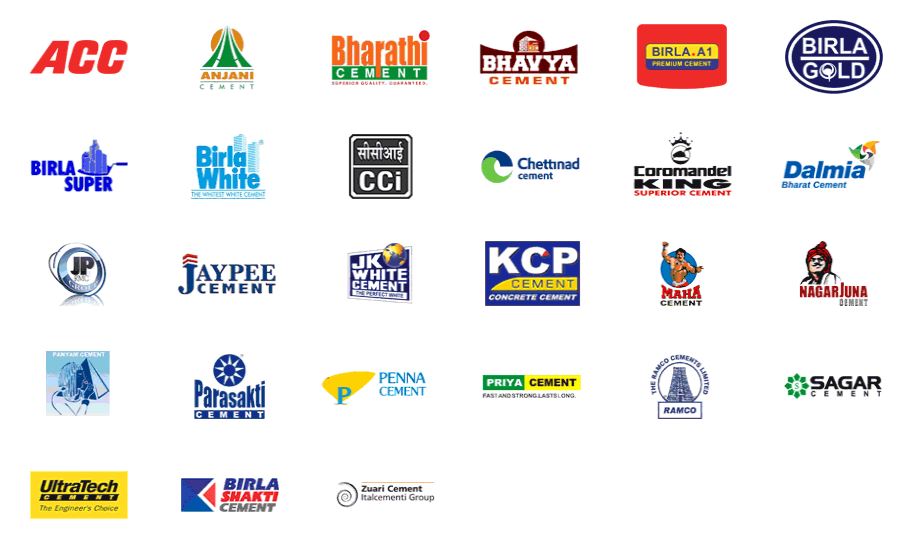 ACC
ANJANI
CEMENT
Bharathi
CEMENT
SUPERIOR QUALITY. GUARANTEED.
BHAVYA
CEMENT
BIRLA.A1
PREMIUM CEMENT
BIRLA
GOLD
BIRLA
SUPER
Birla
White
THE WHITEST WHITE CEMENT
सीसीआई
CCi
Chettinad
cement
Coromandel
KING
SUPERIOR CEMENT
Dalmia
Bharat Cement
JP
GROUP
JAYPEE
CEMENT
JK
WHITE
CEMENT
THE PERFECT WHITE
KCP
CEMENT
CONCRETE CEMENT
MAHA
CEMENT
NAGARJUNA
CEMENT
PANYAM CEMENT
Parasakti
CEMENT
P
PENNA
CEMENT
PRIYA CEMENT
FAST AND STRONG. LASTS LONG.
THE RAMCO CEMENTS LIMITED
RAMCO
S
SAGAR
CEMENT
UltraTech
CEMENT
The Engineer's Choice
BIRLA
SHAKTI
CEMENT
Zuari Cement
Italcementi Group